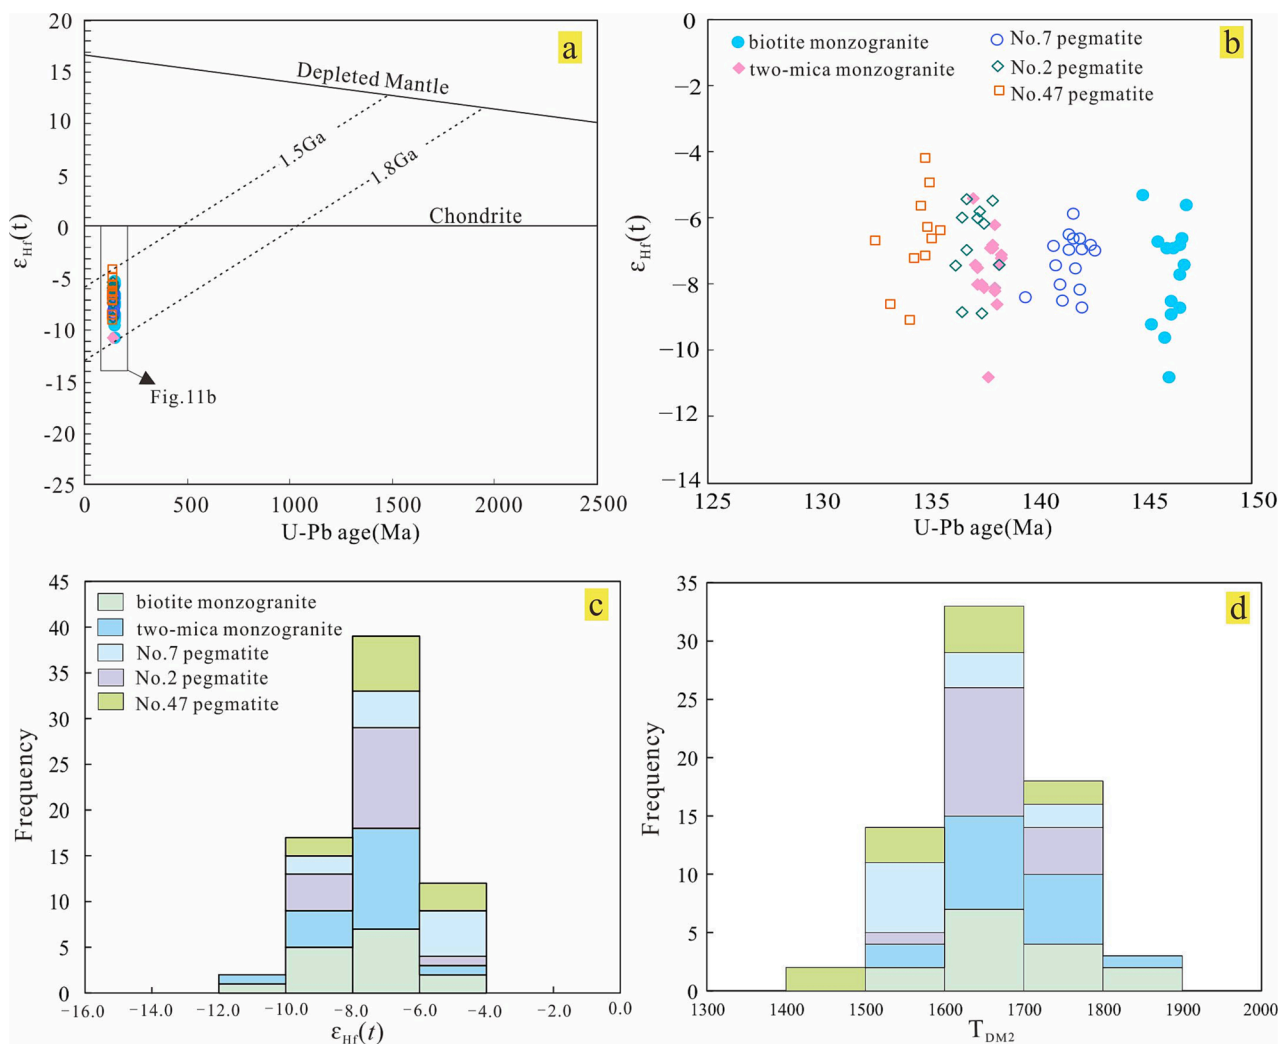 a
20
15
10
5
0
-5
-10
-15
-20
-25
ε_Hf(t)
Depleted Mantle
1.5Ga
1.8Ga
Chondrite
Fig.11b
0
500
1000
1500
2000
2500
U-Pb age(Ma)
b
biotite monzogranite
two-mica monzogranite
No.7 pegmatite
No.2 pegmatite
No.47 pegmatite
0
−2
−4
−6
−8
−10
−12
−14
ε_Hf(t)
125
130
135
140
145
150
U-Pb age(Ma)
c
biotite monzogranite
two-mica monzogranite
No.7 pegmatite
No.2 pegmatite
No.47 pegmatite
45
40
35
30
25
20
15
10
5
0
Frequency
−16.0
−14.0
−12.0
−10.0
−8.0
−6.0
−4.0
−2.0
0.0
ε_Hf(t)
d
35
30
25
20
15
10
5
0
Frequency
1300
1400
1500
1600
1700
1800
1900
2000
T_DM2